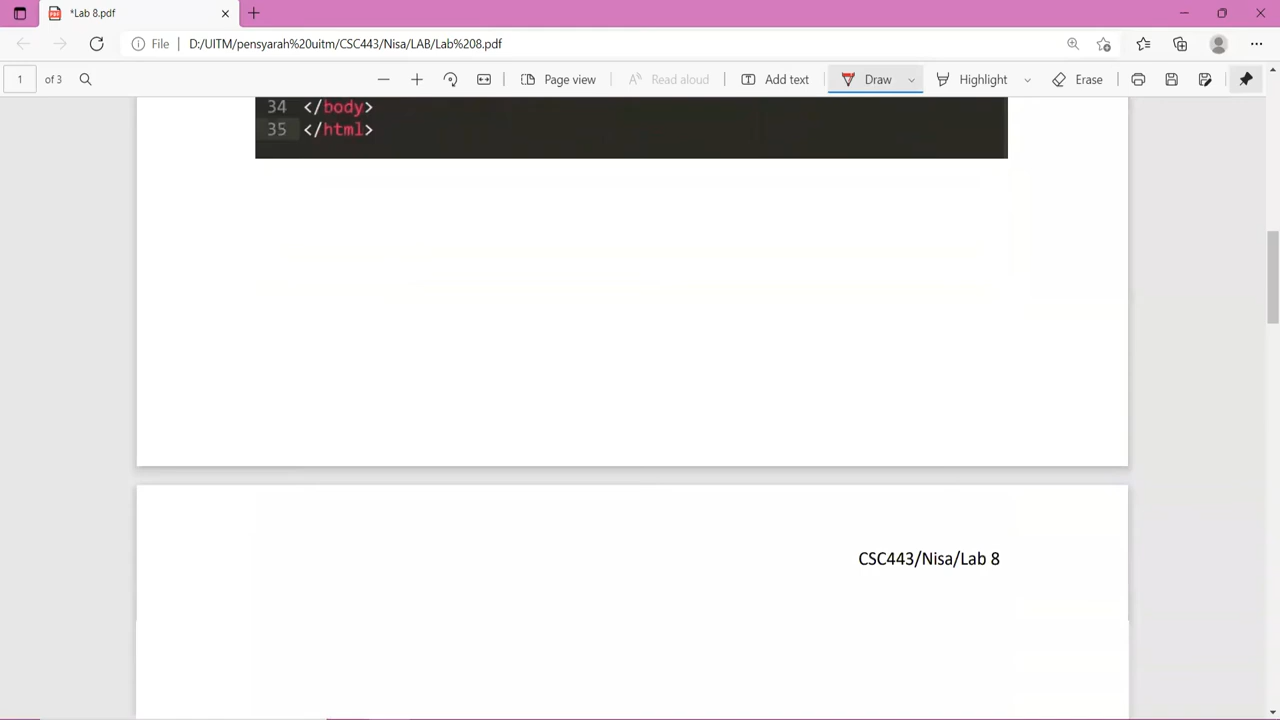 *Lab 8.pdf
File
D:/UITM/pensyarah%20uitm/CSC443/Nisa/LAB/Lab%208.pdf
1 of 3
Page view
Read aloud
Add text
Draw
Highlight
Erase
34 </body>
35 </html>
CSC443/Nisa/Lab 8